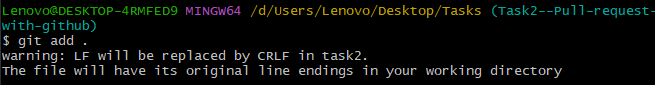 Lenovo@DESKTOP-4RMFED9 MINGW64 /d/Users/Lenovo/Desktop/Tasks (Task2--Pull-request-
with-github)
$ git add .
warning: LF will be replaced by CRLF in task2.
The file will have its original line endings in your working directory